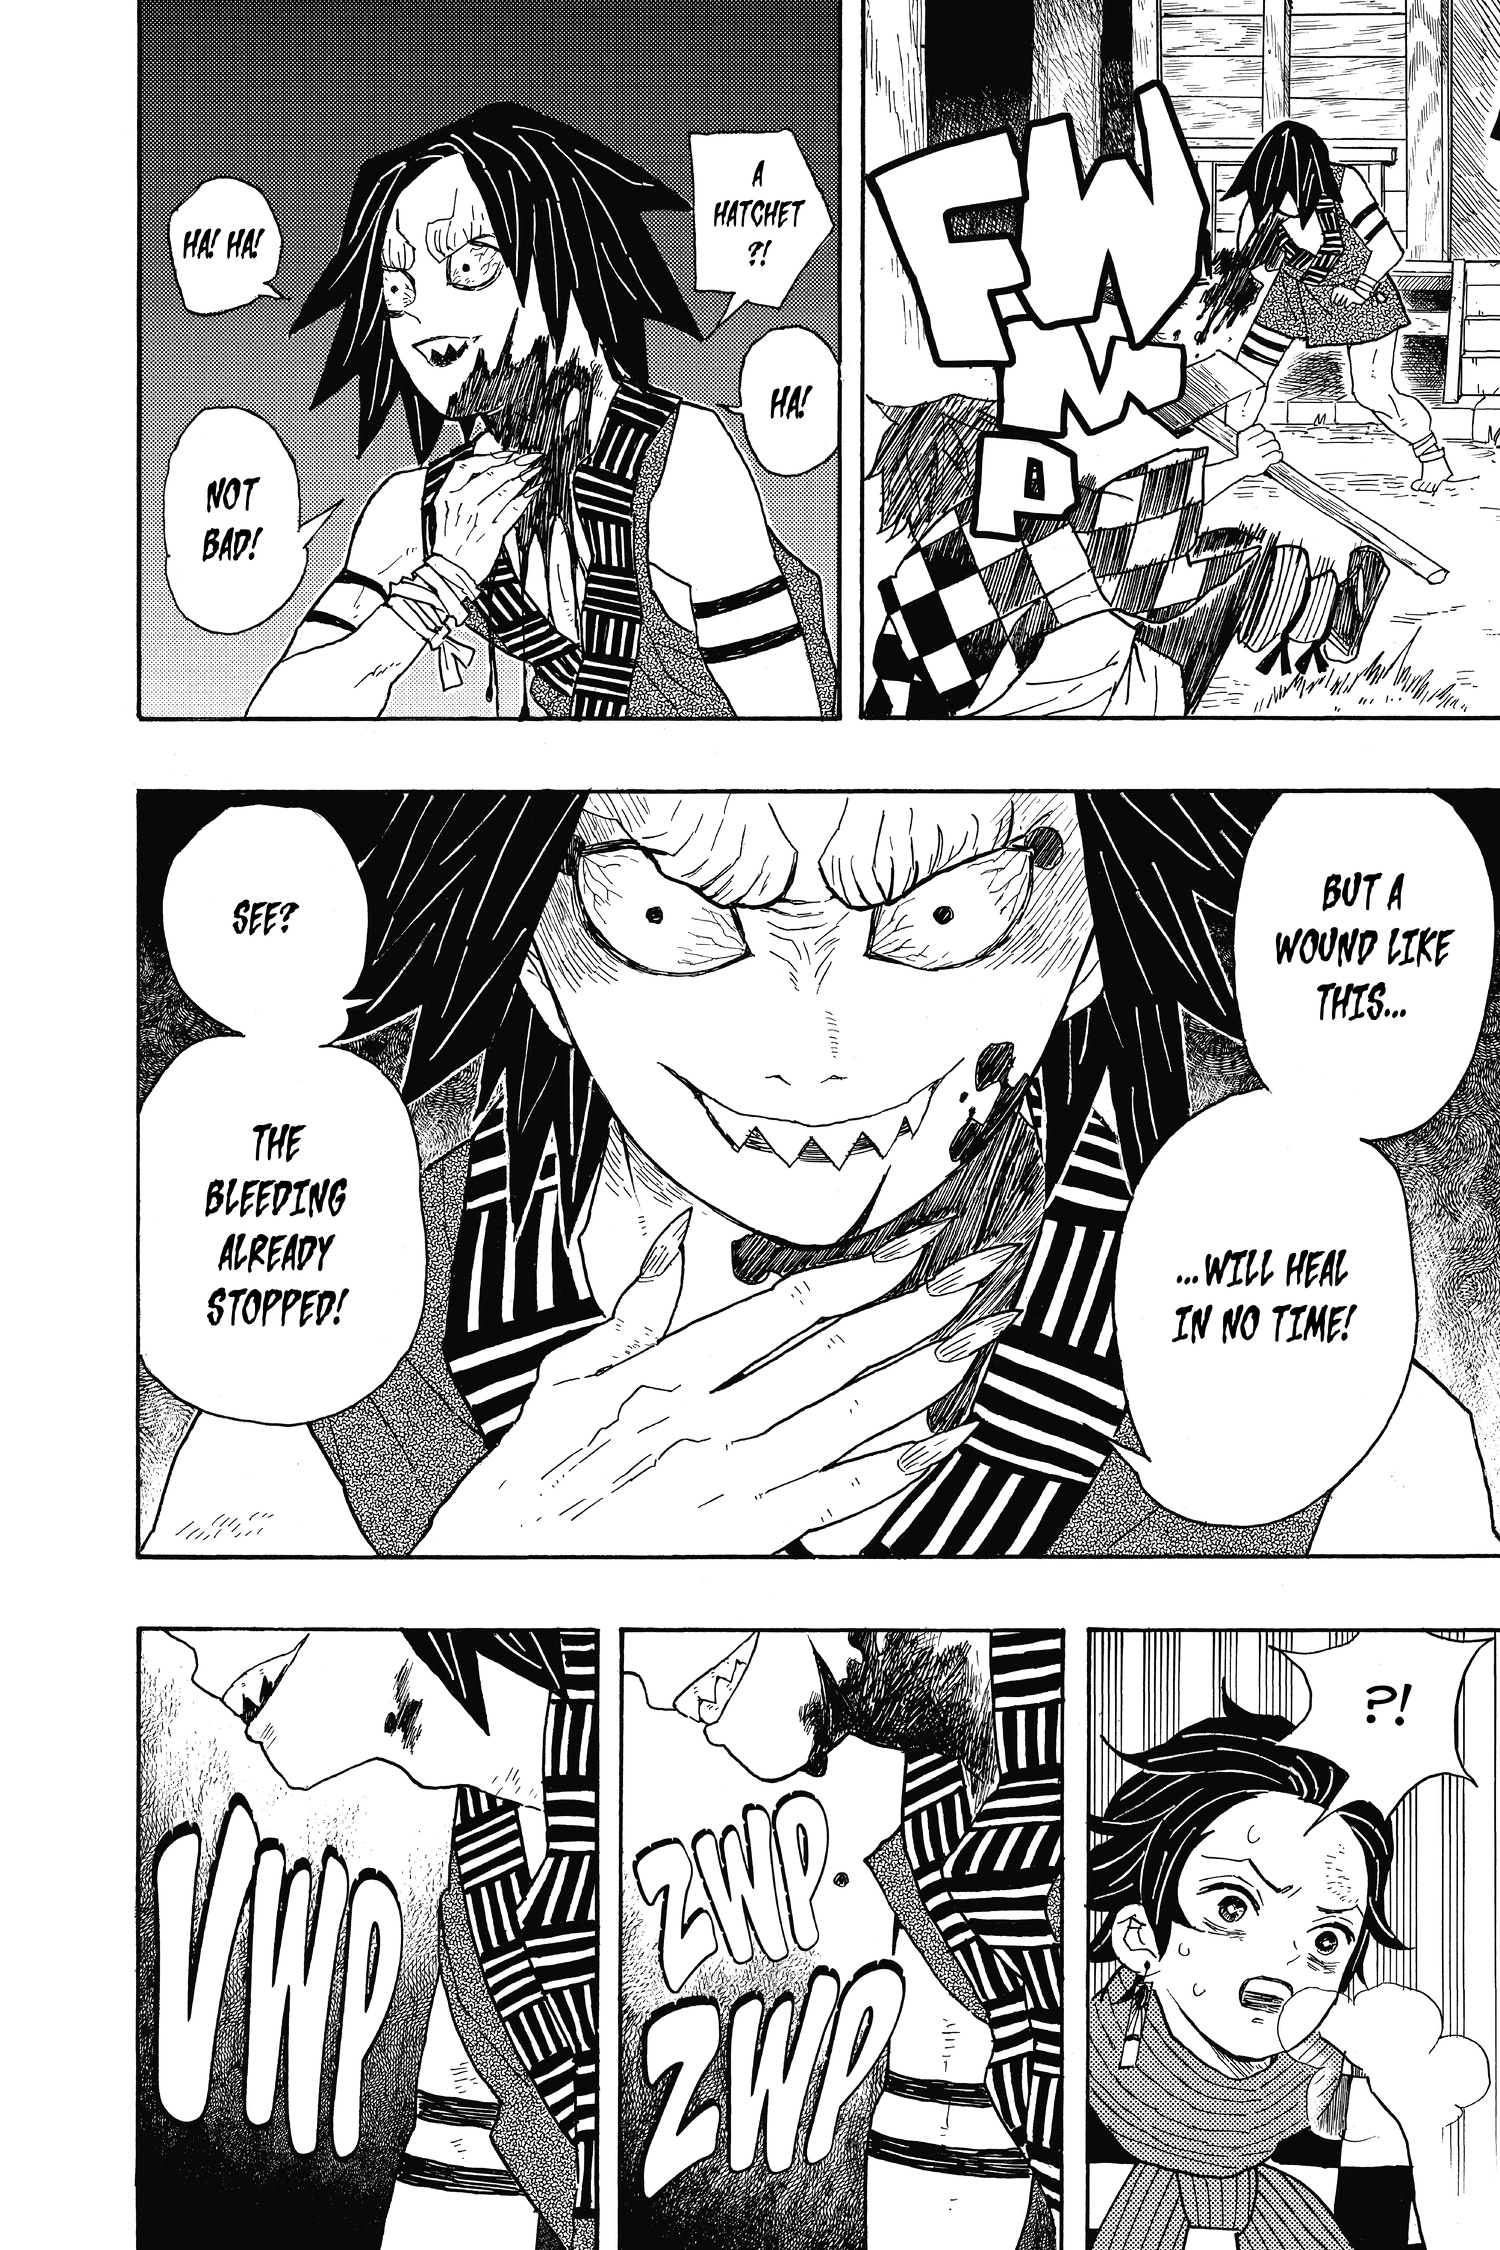 FWMP
A
HATCHET
?!
HA!
HA! HA!
NOT
BAD!
BUT A
WOUND LIKE
THIS...
...WILL HEAL
IN NO TIME!
SEE?
THE
BLEEDING
ALREADY
STOPPED!
?!
ZWP
ZWP
VWP